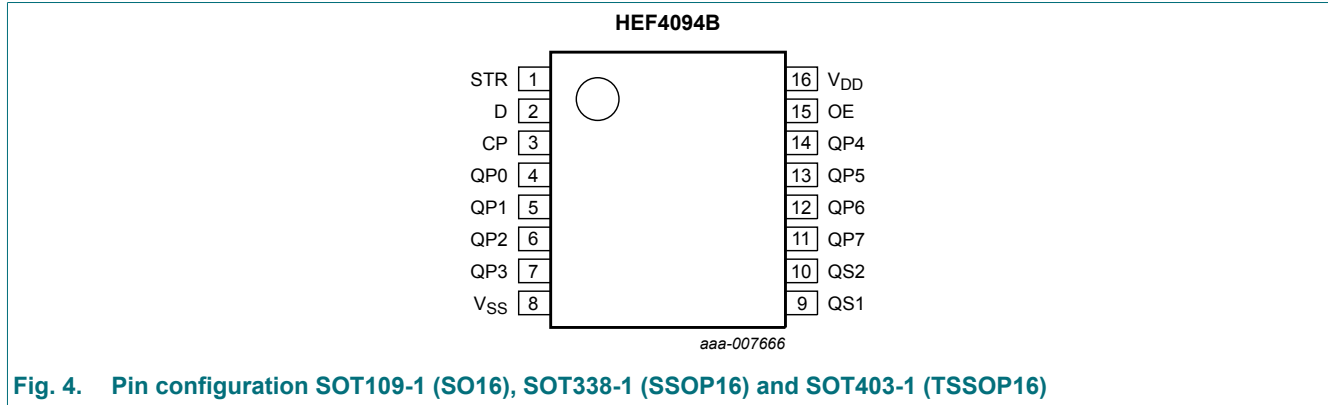 HEF4094B
STR 1
D 2
CP 3
QP0 4
QP1 5
QP2 6
QP3 7
VSS 8
16 VDD
15 OE
14 QP4
13 QP5
12 QP6
11 QP7
10 QS2
9 QS1
aaa-007666
Fig. 4. Pin configuration SOT109-1 (SO16), SOT338-1 (SSOP16) and SOT403-1 (TSSOP16)